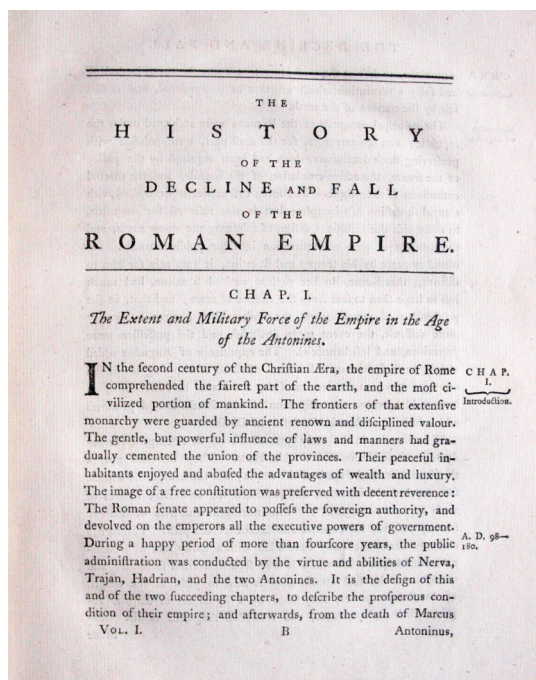 THE
HISTORY
OF THE
DECLINE AND FALL
OF THE
ROMAN EMPIRE.
CHAP. I.
The Extent and Military Force of the Empire in the Age
of the Antonines.
IN the second century of the Chriſtian Æra, the empire of Rome
comprehended the faireſt part of the earth, and the moſt ci-
vilized portion of mankind. The frontiers of that extenſive
monarchy were guarded by ancient renown and diſciplined valour.
The gentle, but powerful influence of laws and manners had gra-
dually cemented the union of the provinces. Their peaceful in-
habitants enjoyed and abuſed the advantages of wealth and luxury.
The image of a free conſtitution was preſerved with decent reverence:
The Roman ſenate appeared to poſſeſs the ſovereign authority, and
devolved on the emperors all the executive powers of government.
During a happy period of more than fourſcore years, the public
adminiſtration was conducted by the virtue and abilities of Nerva,
Trajan, Hadrian, and the two Antonines. It is the deſign of this
and of the two ſucceeding chapters, to deſcribe the proſperous con-
dition of their empire; and afterwards, from the death of Marcus
VOL. I. B Antoninus,
CHAP.
I.
Introduction.
A. D. 98—
180.